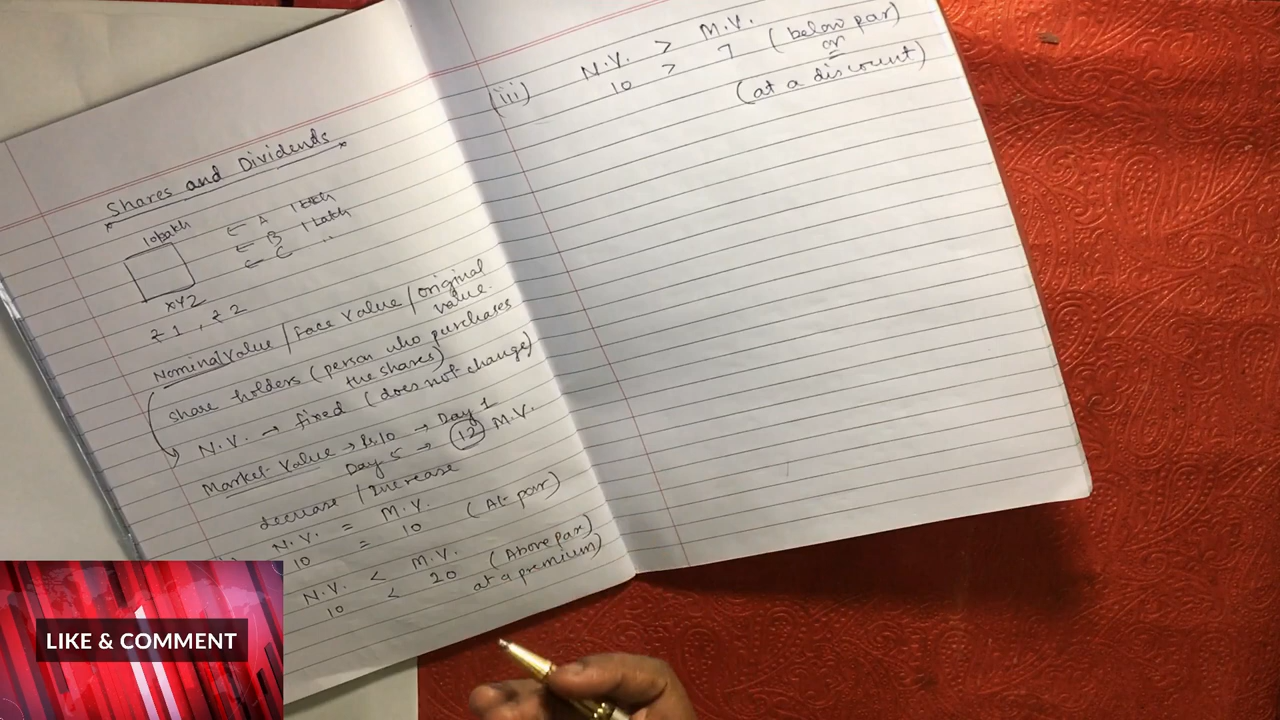 Shares and Dividends
10 batch
← A 1 batch
← B 1 batch
← C "
XYZ
₹ 1 , ₹ 2
Nominal Value / Face Value / original value.
share holders (person who purchases the shares)
N.V. → fixed (does not change)
Market Value → Rs 10 → Day 1
Day 5 → 12 M.V.
decrease / Increase
N.V. = M.V.
10 = 10 (At par)
N.V. < M.V.
10 < 20 (Above par)
at a premium)
(iii) N.V. > M.V.
10 > 7 (below par)
or
(at a discount)
LIKE & COMMENT